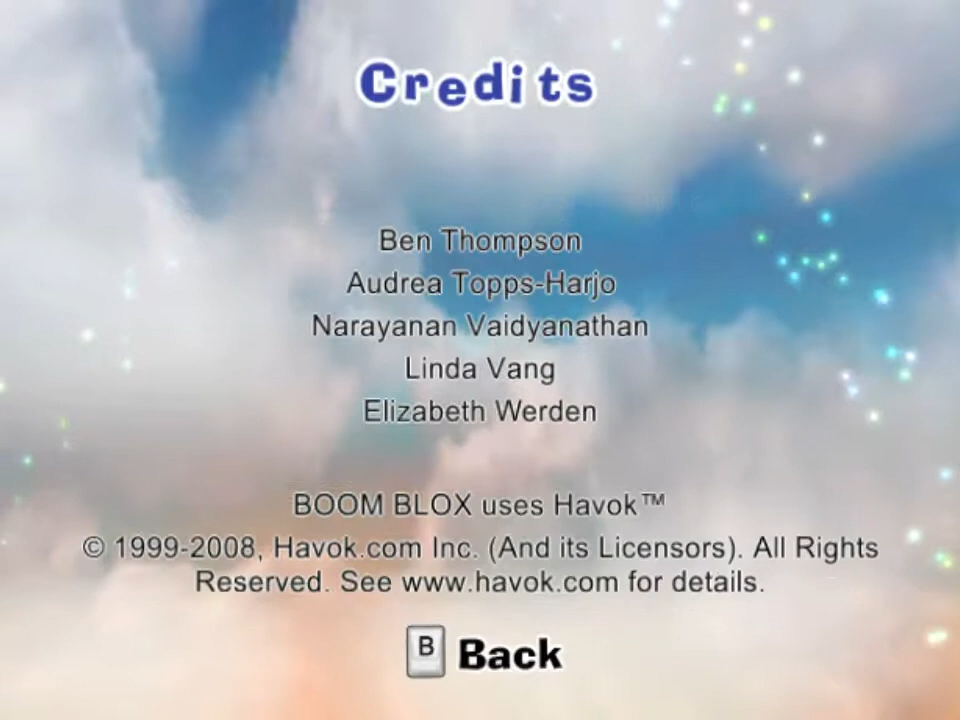 Credits
Ben Thompson
Audrea Topps-Harjo
Narayanan Vaidyanathan
Linda Vang
Elizabeth Werden
BOOM BLOX uses Havok™
© 1999-2008, Havok.com Inc. (And its Licensors). All Rights
Reserved. See www.havok.com for details.
B Back